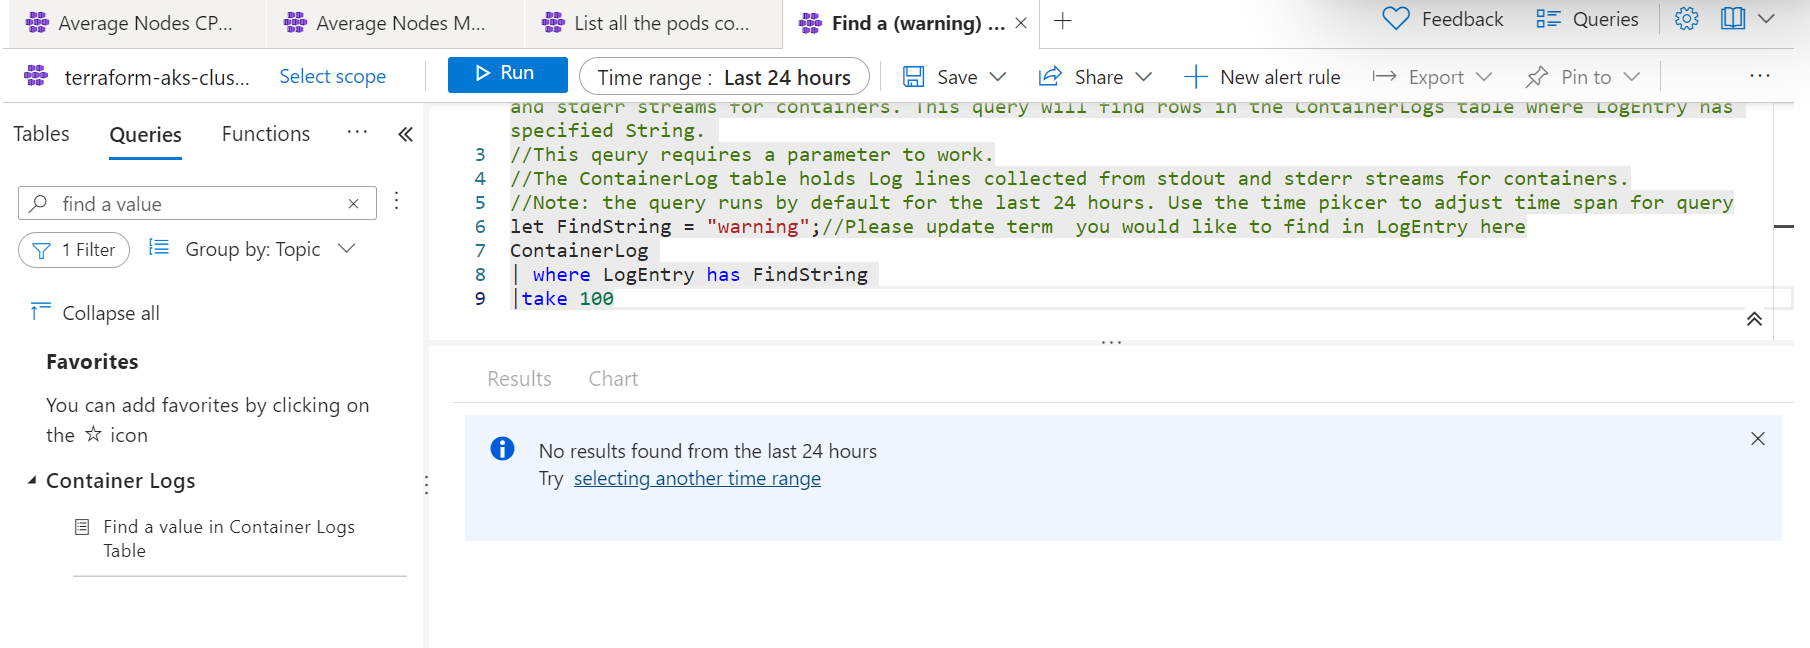 Average Nodes CP...
Average Nodes M...
List all the pods co...
Find a (warning) ...
Feedback
Queries
terraform-aks-clus...
Select scope
Run
Time range : Last 24 hours
Save
Share
New alert rule
Export
Pin to
...
Tables
Queries
Functions
...
find a value
1 Filter
Group by: Topic
Collapse all
Favorites
You can add favorites by clicking on
the ☆ icon
Container Logs
Find a value in Container Logs
Table
and stderr streams for containers. This query will find rows in the ContainerLogs table where LogEntry has
specified String.
3 //This qeury requires a parameter to work.
4 //The ContainerLog table holds Log lines collected from stdout and stderr streams for containers.
5 //Note: the query runs by default for the last 24 hours. Use the time pikcer to adjust time span for query
6 let FindString = "warning";//Please update term  you would like to find in LogEntry here
7 ContainerLog
8 | where LogEntry has FindString
9 |take 100
Results
Chart
No results found from the last 24 hours
Try selecting another time range